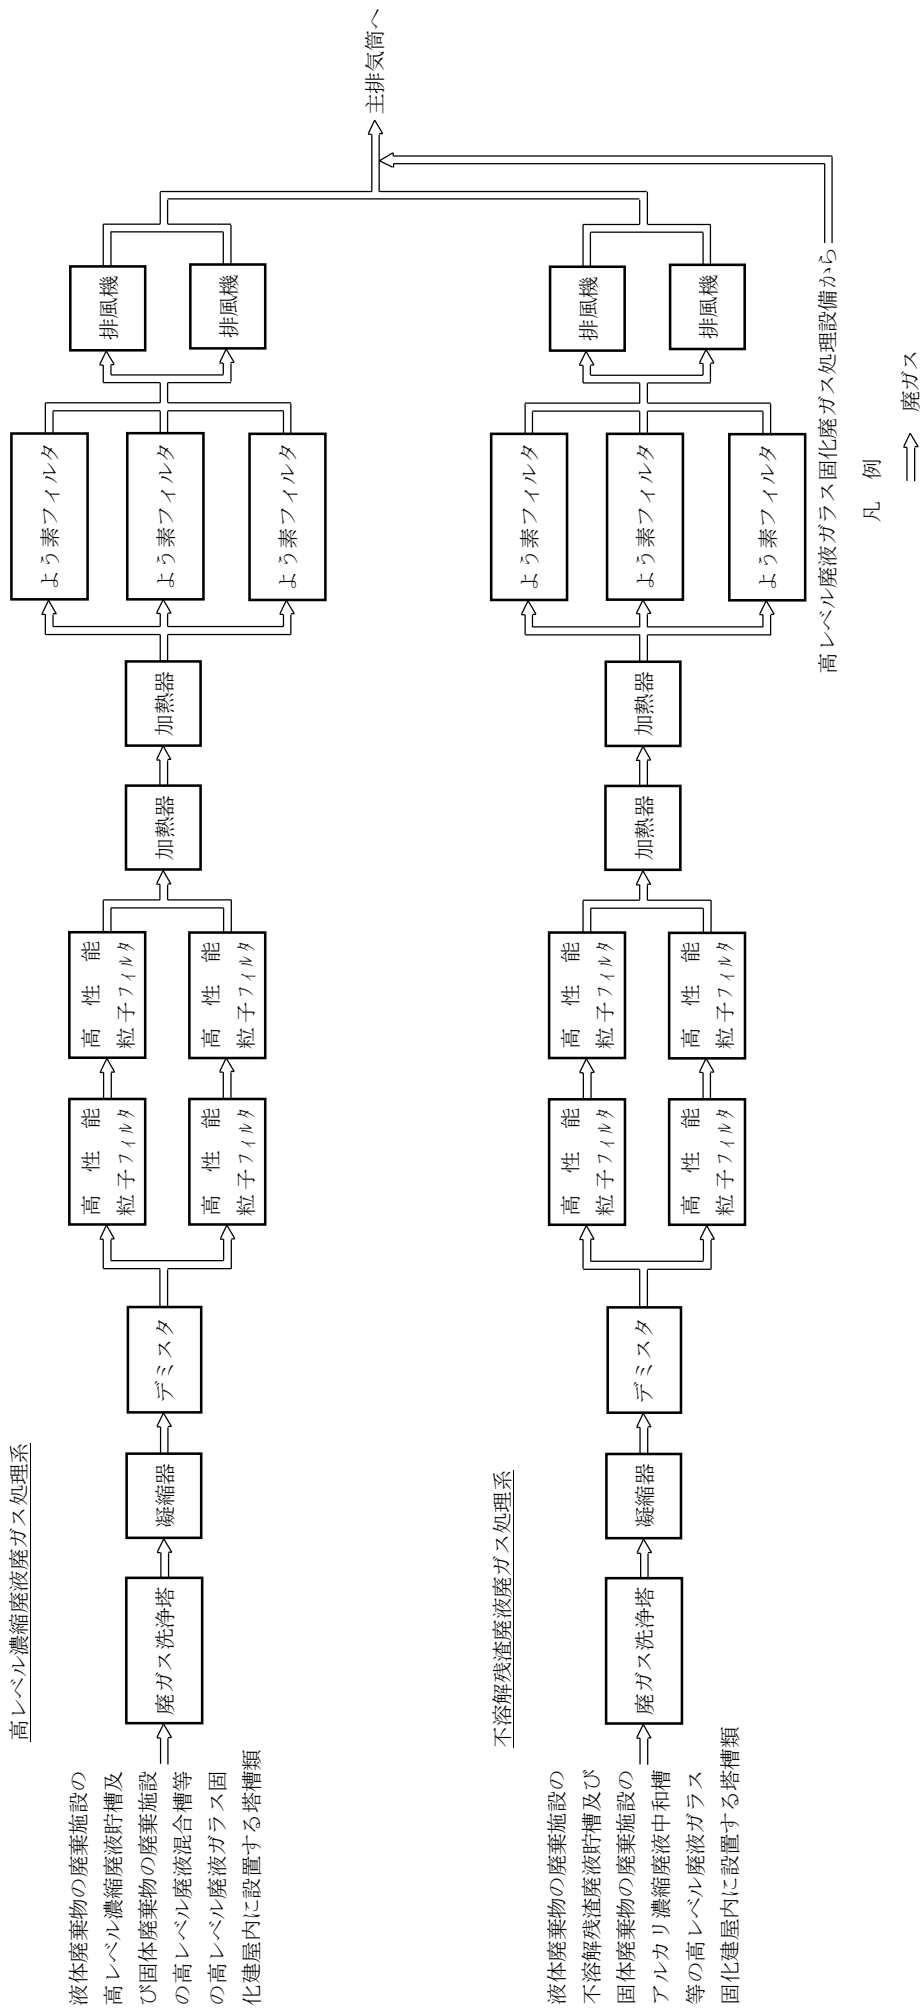 高レベル濃縮廃液廃ガス処理系
液体廃棄物の廃棄施設の
高レベル濃縮廃液貯槽及
び固体廃棄物の廃棄施設
の高レベル廃液混合槽等
の高レベル廃液ガラス固
化建屋内に設置する塔槽類
廃ガス洗浄塔
凝縮器
デミスタ
高性能
粒子フィルタ
高性能
粒子フィルタ
高性能
粒子フィルタ
高性能
粒子フィルタ
加熱器
加熱器
よう素フィルタ
よう素フィルタ
よう素フィルタ
排風機
排風機
主排気筒へ
不溶解残渣廃液廃ガス処理系
液体廃棄物の廃棄施設の
不溶解残渣廃液貯槽及び
固体廃棄物の廃棄施設の
アルカリ濃縮廃液中和槽
等の高レベル廃液ガラス
固化建屋内に設置する塔槽類
廃ガス洗浄塔
凝縮器
デミスタ
高性能
粒子フィルタ
高性能
粒子フィルタ
高性能
粒子フィルタ
高性能
粒子フィルタ
加熱器
加熱器
よう素フィルタ
よう素フィルタ
よう素フィルタ
排風機
排風機
高レベル廃液ガラス固化廃ガス処理設備から
凡例
廃ガス